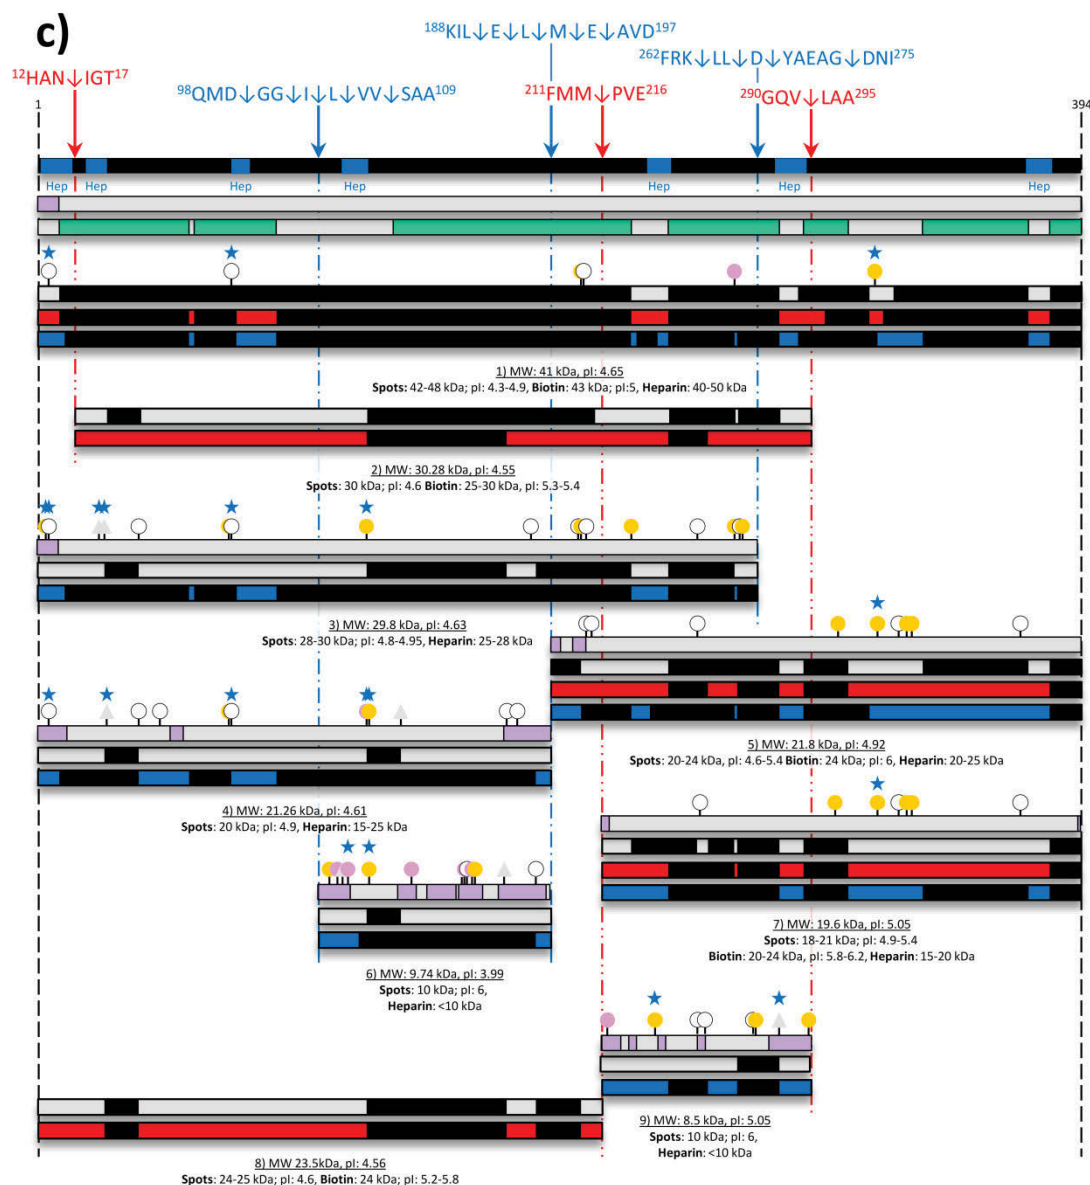 c)
¹⁸⁸KIL↓E↓L↓M↓E↓AVD¹⁹⁷
²⁶²FRK↓LL↓D↓YAEAG↓DNI²⁷⁵
¹²HAN↓IGT¹⁷
⁹⁸QMD↓GG↓I↓L↓VV↓SAA¹⁰⁹
²¹¹FMM↓PVE²¹⁶
²⁹⁰GQV↓LAA²⁹⁵
1
394
Hep Hep Hep Hep Hep Hep Hep
1) MW: 41 kDa, pI: 4.65
Spots: 42-48 kDa; pI: 4.3-4.9, Biotin: 43 kDa; pI:5, Heparin: 40-50 kDa
2) MW: 30.28 kDa, pI: 4.55
Spots: 30 kDa; pI: 4.6 Biotin: 25-30 kDa, pI: 5.3-5.4
3) MW: 29.8 kDa, pI: 4.63
Spots: 28-30 kDa; pI: 4.8-4.95, Heparin: 25-28 kDa
5) MW: 21.8 kDa, pI: 4.92
Spots: 20-24 kDa, pI: 4.6-5.4 Biotin: 24 kDa; pI: 6, Heparin: 20-25 kDa
4) MW: 21.26 kDa, pI: 4.61
Spots: 20 kDa; pI: 4.9, Heparin: 15-25 kDa
7) MW: 19.6 kDa, pI: 5.05
Spots: 18-21 kDa; pI: 4.9-5.4
Biotin: 20-24 kDa, pI: 5.8-6.2, Heparin: 15-20 kDa
6) MW: 9.74 kDa, pI: 3.99
Spots: 10 kDa; pI: 6,
Heparin: <10 kDa
9) MW: 8.5 kDa, pI: 5.05
Spots: 10 kDa; pI: 6,
Heparin: <10 kDa
8) MW 23.5kDa, pI: 4.56
Spots: 24-25 kDa; pI: 4.6, Biotin: 24 kDa; pI: 5.2-5.8